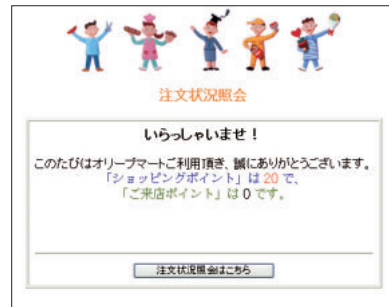 注文状況照会
いらっしゃいませ！
このたびはオリーブマートご利用頂き、誠にありがとうございます。
「ショッピングポイント」は 20 で、
「ご来店ポイント」は 0 です。
注文状況照会はこちら